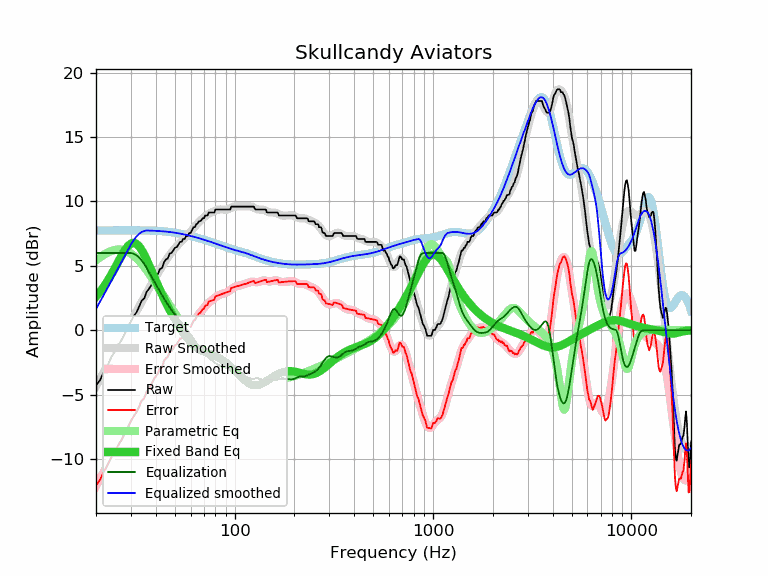 Skullcandy Aviators
Amplitude (dBr)
20
15
10
5
0
−5
−10
Target
Raw Smoothed
Error Smoothed
Raw
Error
Parametric Eq
Fixed Band Eq
Equalization
Equalized smoothed
100
1000
10000
Frequency (Hz)